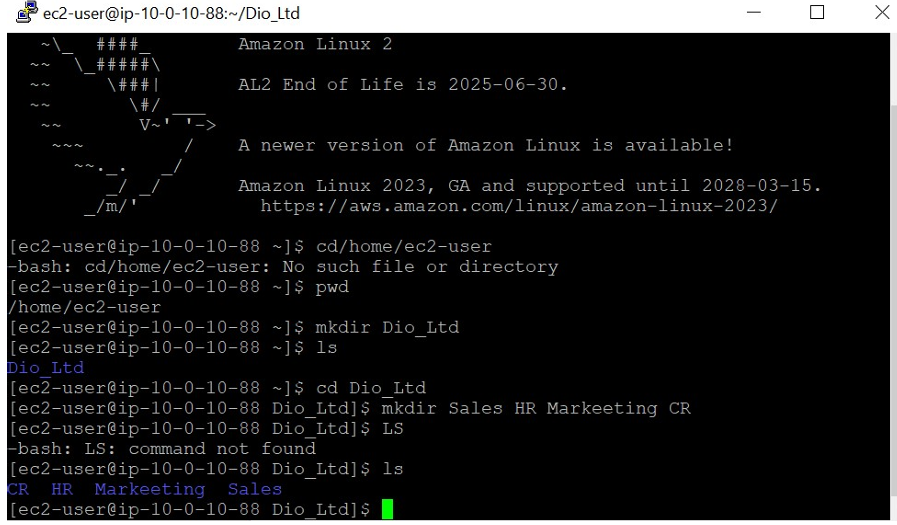 ec2-user@ip-10-0-10-88:~/Dio_Ltd
~\_  ####_        Amazon Linux 2
~~  \_#####\
~~     \###|       AL2 End of Life is 2025-06-30.
~~       \#/ ___
~~       V~' '->
~~~         /    A newer version of Amazon Linux is available!
~~._.   _/
_/ _/       Amazon Linux 2023, GA and supported until 2028-03-15.
_/m/'           https://aws.amazon.com/linux/amazon-linux-2023/
[ec2-user@ip-10-0-10-88 ~]$ cd/home/ec2-user
-bash: cd/home/ec2-user: No such file or directory
[ec2-user@ip-10-0-10-88 ~]$ pwd
/home/ec2-user
[ec2-user@ip-10-0-10-88 ~]$ mkdir Dio_Ltd
[ec2-user@ip-10-0-10-88 ~]$ ls
Dio_Ltd
[ec2-user@ip-10-0-10-88 ~]$ cd Dio_Ltd
[ec2-user@ip-10-0-10-88 Dio_Ltd]$ mkdir Sales HR Markeeting CR
[ec2-user@ip-10-0-10-88 Dio_Ltd]$ LS
-bash: LS: command not found
[ec2-user@ip-10-0-10-88 Dio_Ltd]$ ls
CR  HR  Markeeting  Sales
[ec2-user@ip-10-0-10-88 Dio_Ltd]$